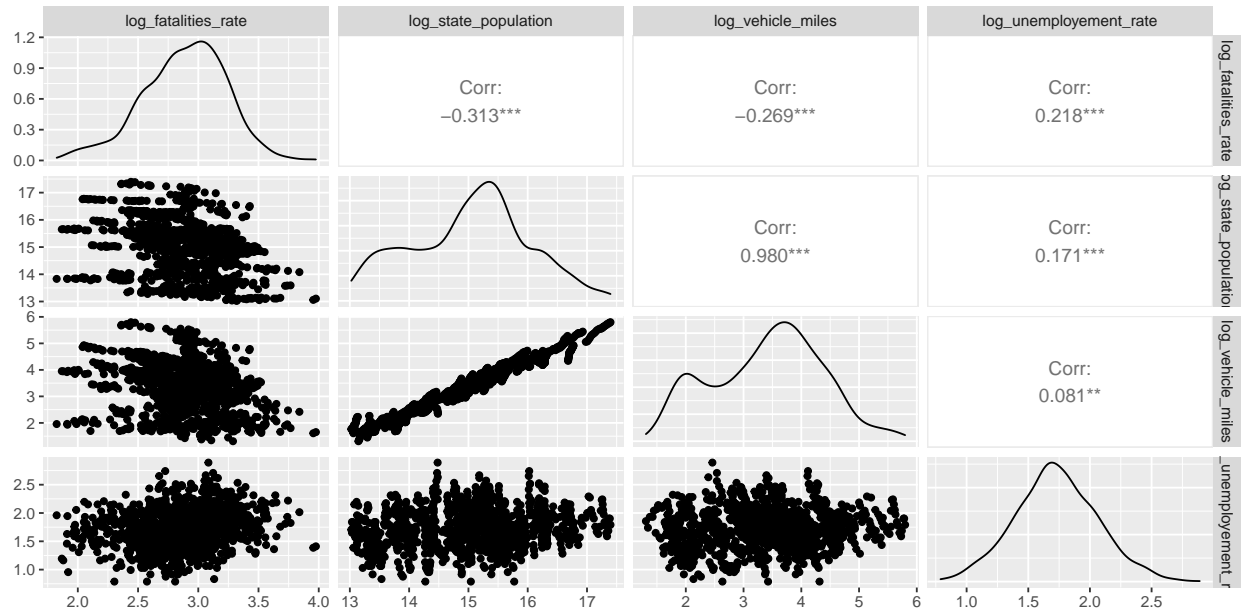 log_fatalities_rate log_state_population log_vehicle_miles log_unemployement_rate
1.2
0.9
0.6
0.3
0.0
Corr:
−0.313***
Corr:
−0.269***
Corr:
0.218***
log_fatalities_rate
17
16
15
14
13
Corr:
0.980***
Corr:
0.171***
og_state_population
6
5
4
3
2
Corr:
0.081**
log_vehicle_miles
2.5
2.0
1.5
1.0
_unemployement_r
2.0 2.5 3.0 3.5 4.0 13 14 15 16 17 2 3 4 5 6 1.0 1.5 2.0 2.5